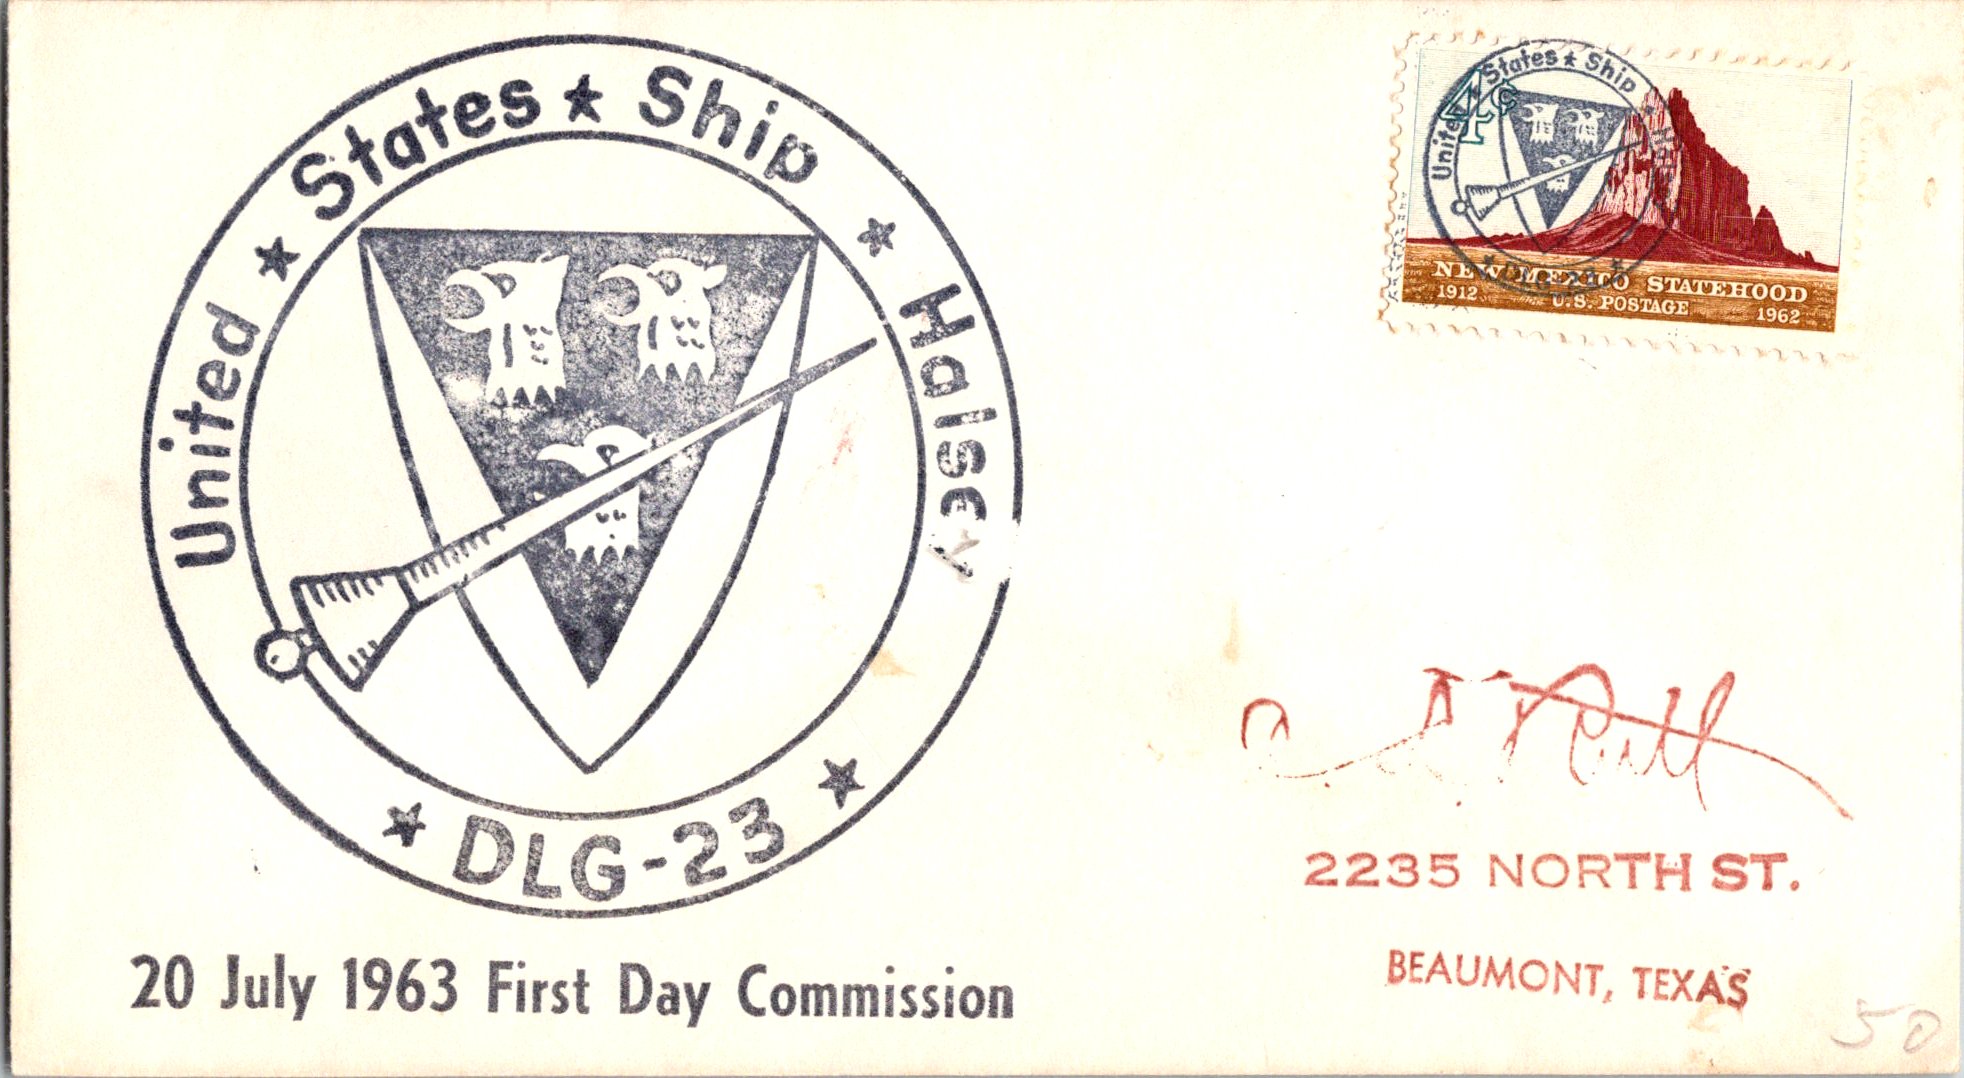 United ★ States ★ Ship ★ Halsey
★ DLG-23 ★
20 July 1963 First Day Commission
4¢
United States ★ Ship
NEW MEXICO STATEHOOD
1912 U.S. POSTAGE 1962
2235 NORTH ST.
BEAUMONT, TEXAS
50